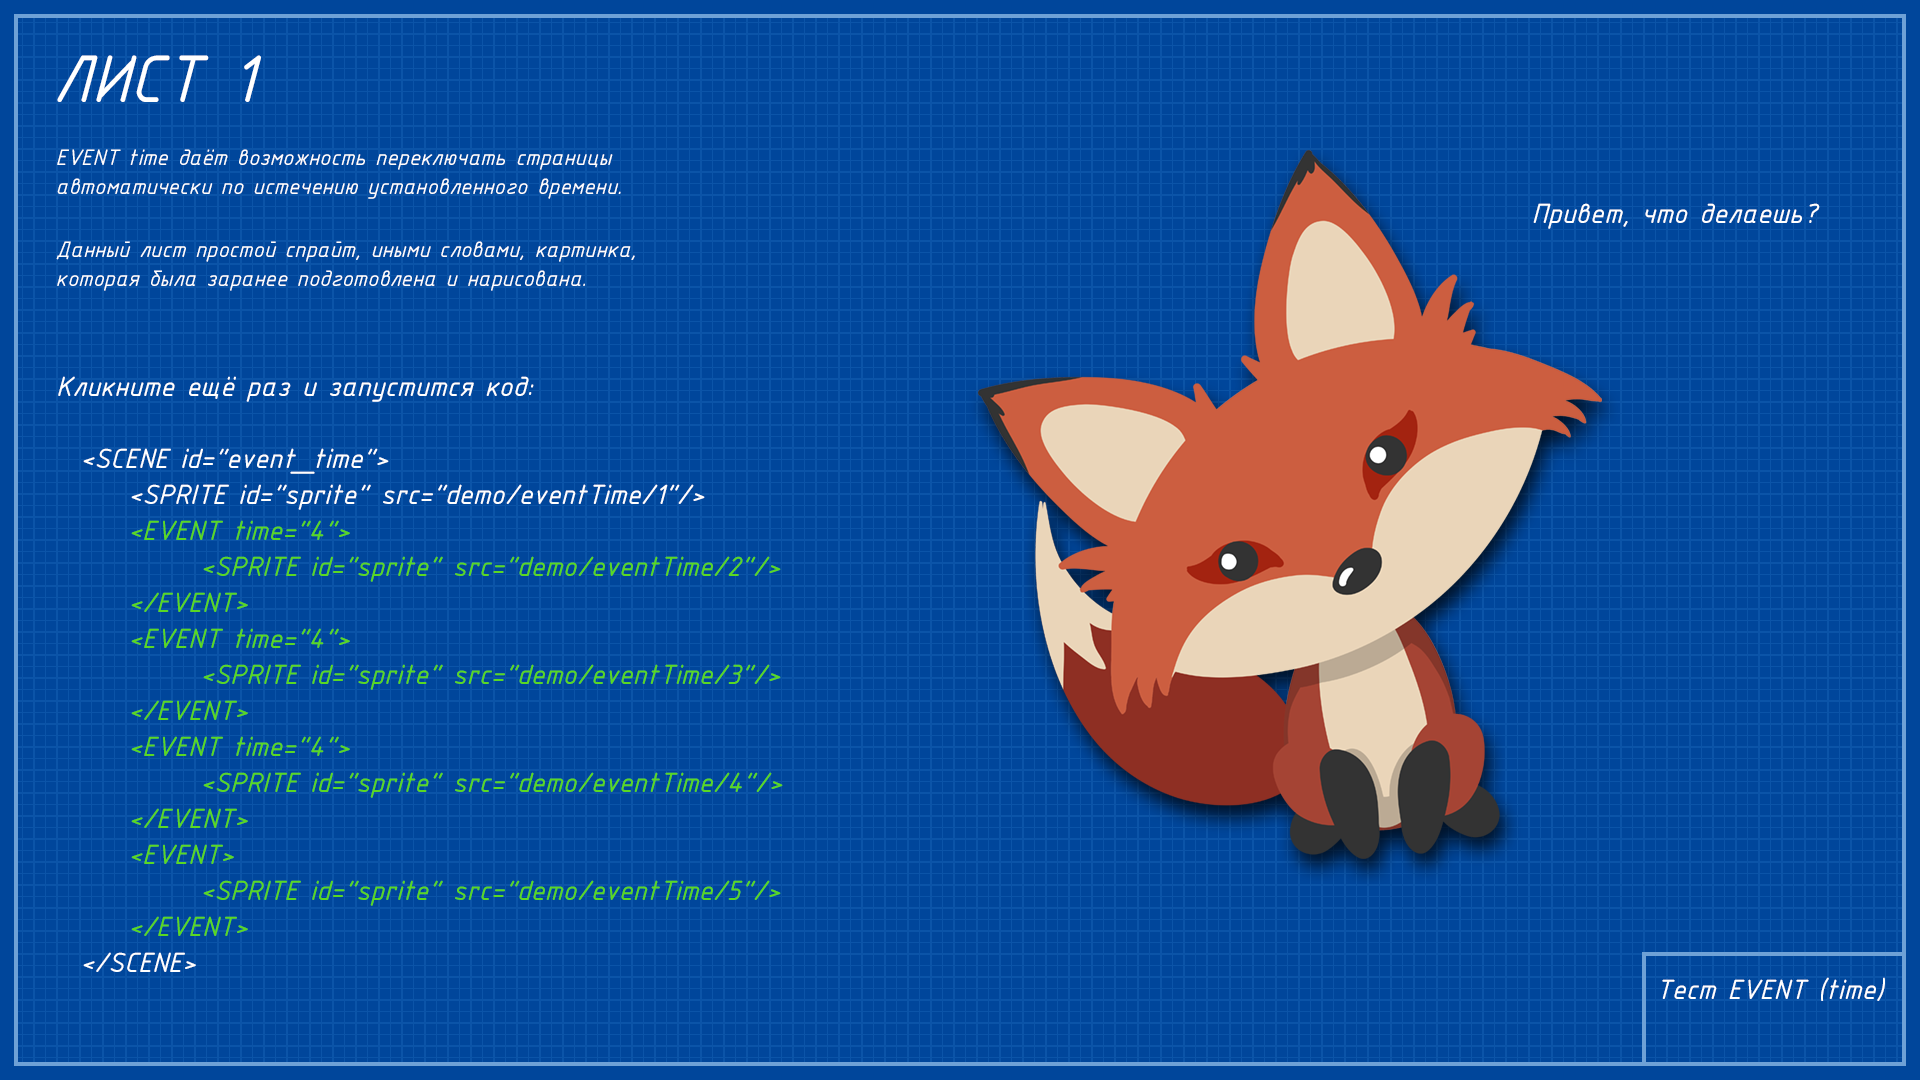 ЛИСТ 1
EVENT time даёт возможность переключать страницы
автоматически по истечению установленного времени.
Данный лист простой спрайт, иными словами, картинка,
которая была заранее подготовлена и нарисована.
Привет, что делаешь?
Кликните ещё раз и запустится код:
<SCENE id="event_time">
<SPRITE id="sprite" src="demo/eventTime/1"/>
<EVENT time="4">
<SPRITE id="sprite" src="demo/eventTime/2"/>
</EVENT>
<EVENT time="4">
<SPRITE id="sprite" src="demo/eventTime/3"/>
</EVENT>
<EVENT time="4">
<SPRITE id="sprite" src="demo/eventTime/4"/>
</EVENT>
<EVENT>
<SPRITE id="sprite" src="demo/eventTime/5"/>
</EVENT>
</SCENE>
Тест EVENT (time)